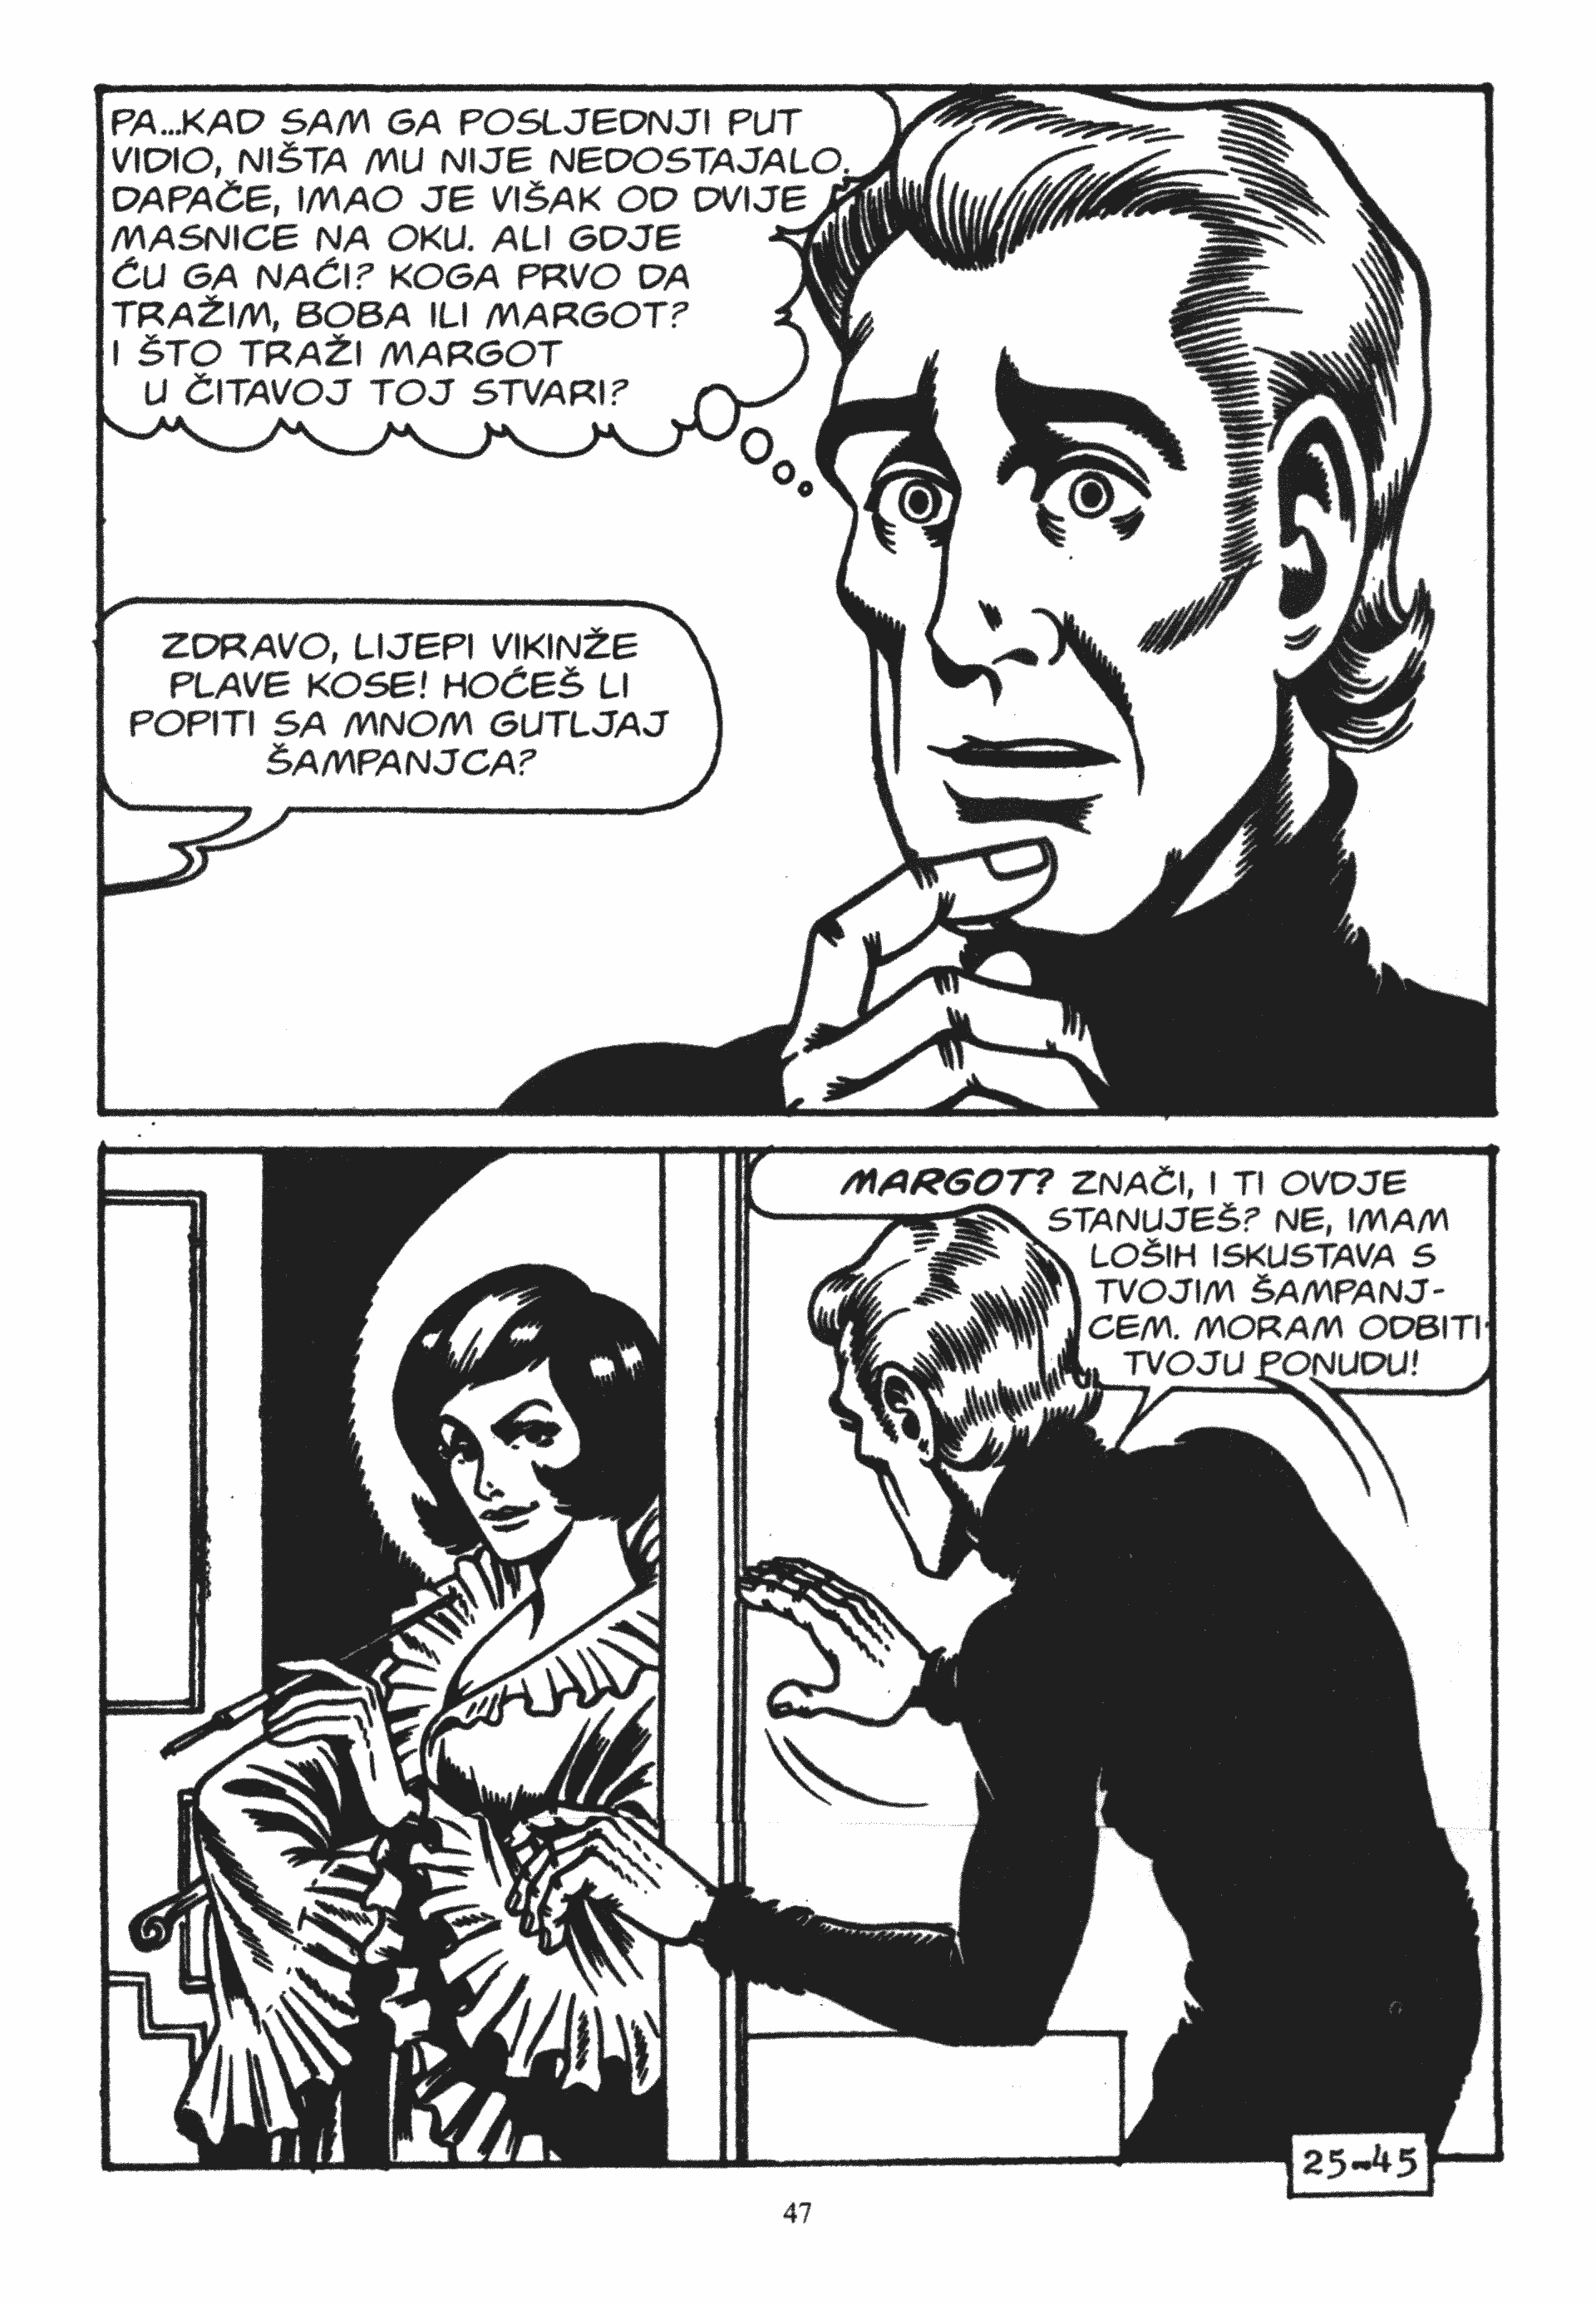 PA...KAD SAM GA POSLJEDNJI PUT
VIDIO, NIŠTA MU NIJE NEDOSTAJALO.
DAPAČE, IMAO JE VIŠAK OD DVIJE
MASNICE NA OKU. ALI GDJE
ĆU GA NAĆI? KOGA PRVO DA
TRAŽIM, BOBA ILI MARGOT?
I ŠTO TRAŽI MARGOT
U ČITAVOJ TOJ STVARI?
ZDRAVO, LIJEPI VIKINŽE
PLAVE KOSE! HOĆEŠ LI
POPITI SA MNOM GUTLJAJ
ŠAMPANJCA?
MARGOT? ZNAČI, I TI OVDJE
STANUJEŠ? NE, IMAM
LOŠIH ISKUSTAVA S
TVOJIM ŠAMPANJ-
CEM. MORAM ODBITI
TVOJU PONUDU!
25-45
47